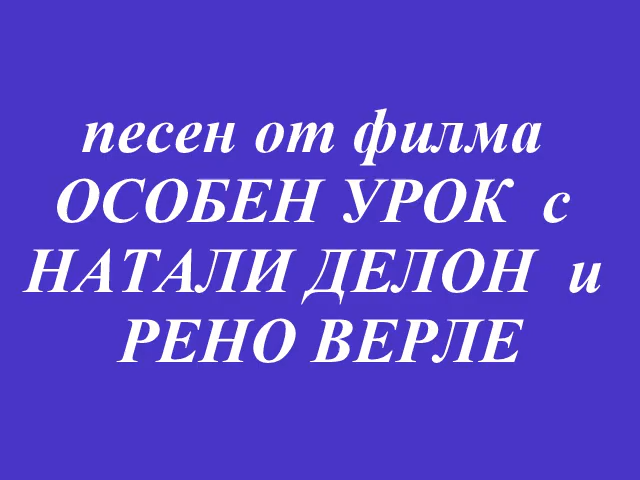 песен от филма
ОСОБЕН УРОК с
НАТАЛИ ДЕЛОН и
РЕНО ВЕРЛЕ